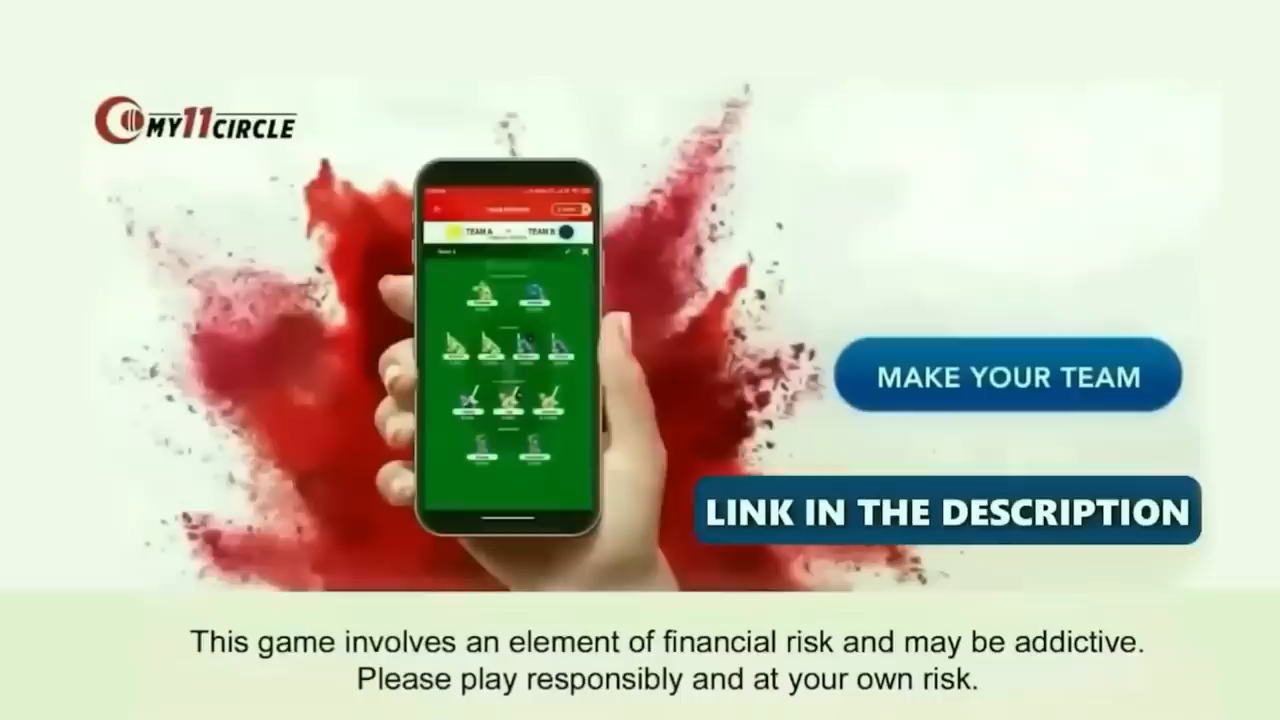 MY11CIRCLE
TEAM A
TEAM B
MAKE YOUR TEAM
LINK IN THE DESCRIPTION
This game involves an element of financial risk and may be addictive.
Please play responsibly and at your own risk.